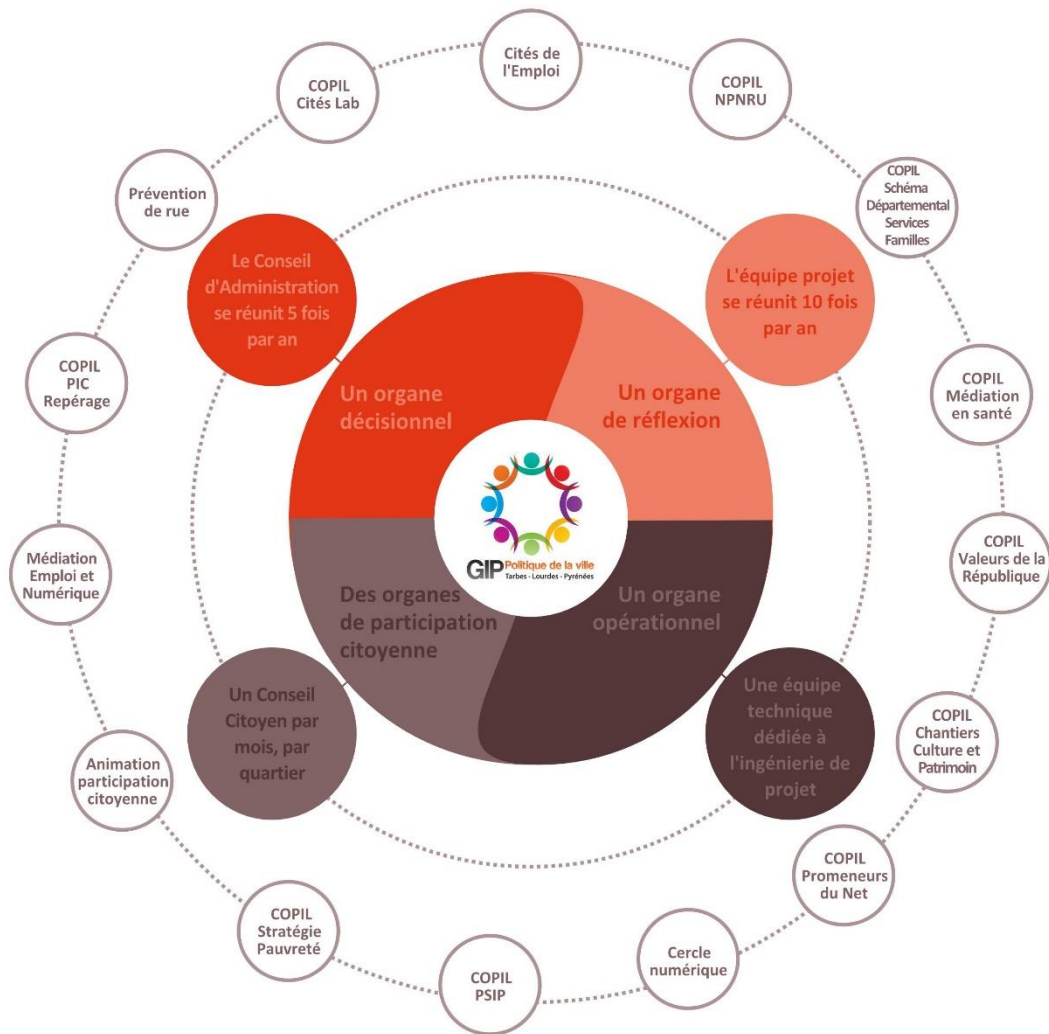 Cités de
l'Emploi
COPIL
NPNRU
COPIL
Schéma
Départemental
Services
Familles
COPIL
Médiation
en santé
COPIL
Valeurs de la
République
COPIL
Chantiers
Culture et
Patrimoin
COPIL
Promeneurs
du Net
Cercle
numérique
COPIL
PSIP
COPIL
Stratégie
Pauvreté
Animation
participation
citoyenne
Médiation
Emploi et
Numérique
COPIL
PIC
Repérage
Prévention
de rue
COPIL
Cités Lab
Le Conseil
d'Administration
se réunit 5 fois
par an
L'équipe projet
se réunit 10 fois
par an
Un organe
décisionnel
Un organe
de réflexion
GIP Politique de la ville
Tarbes - Lourdes - Pyrénées
Des organes
de participation
citoyenne
Un organe
opérationnel
Un Conseil
Citoyen par
mois, par
quartier
Une équipe
technique
dédiée à
l'ingénierie de
projet